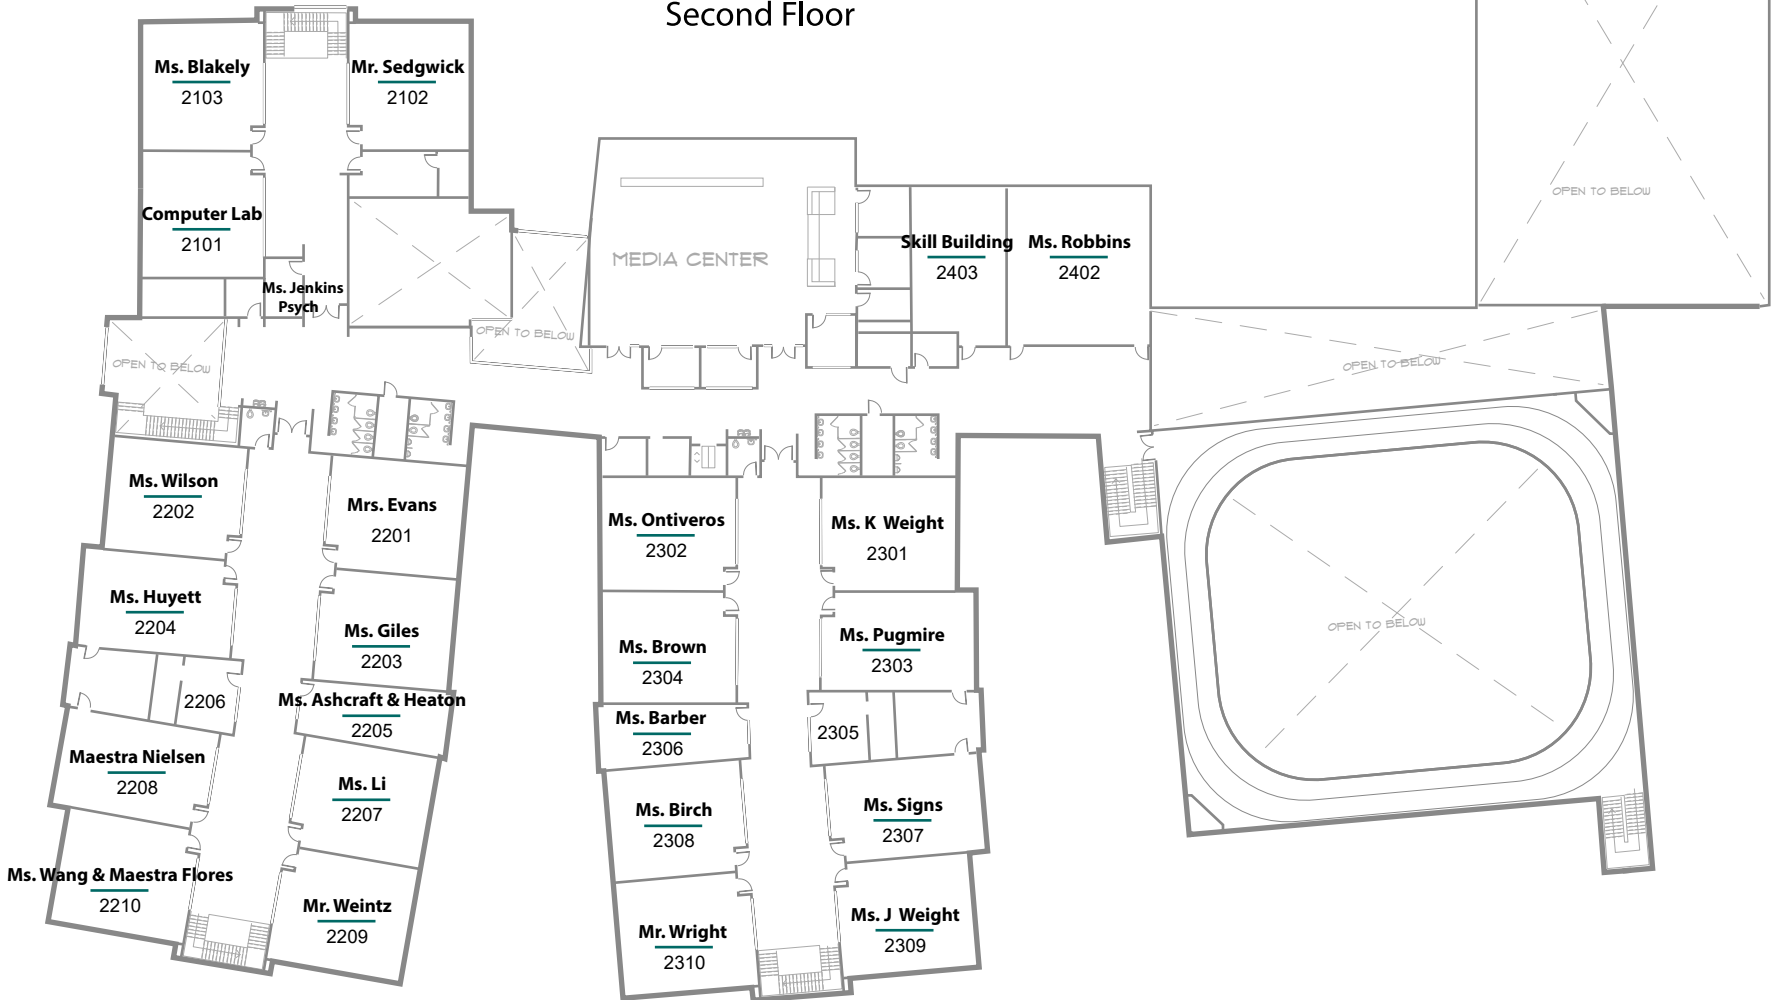 Second Floor
Ms. Blakely
2103
Mr. Sedgwick
2102
Computer Lab
2101
Ms. Jenkins
Psych
OPEN TO BELOW
OPEN TO BELOW
MEDIA CENTER
Skill Building
2403
Ms. Robbins
2402
OPEN TO BELOW
OPEN TO BELOW
OPEN TO BELOW
Ms. Wilson
2202
Mrs. Evans
2201
Ms. Huyett
2204
Ms. Giles
2203
2206
Ms. Ashcraft & Heaton
2205
Maestra Nielsen
2208
Ms. Li
2207
Ms. Wang & Maestra Flores
2210
Mr. Weintz
2209
Ms. Ontiveros
2302
Ms. K Weight
2301
Ms. Brown
2304
Ms. Pugmire
2303
Ms. Barber
2306
2305
Ms. Birch
2308
Ms. Signs
2307
Mr. Wright
2310
Ms. J Weight
2309